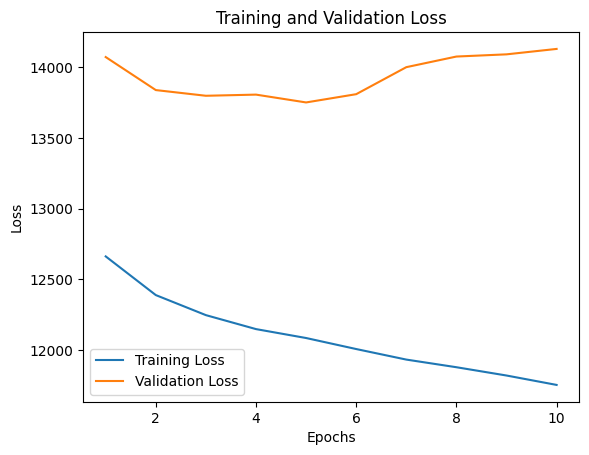 Training and Validation Loss
14000
13500
13000
12500
12000
Loss
Training Loss
Validation Loss
2
4
6
8
10
Epochs